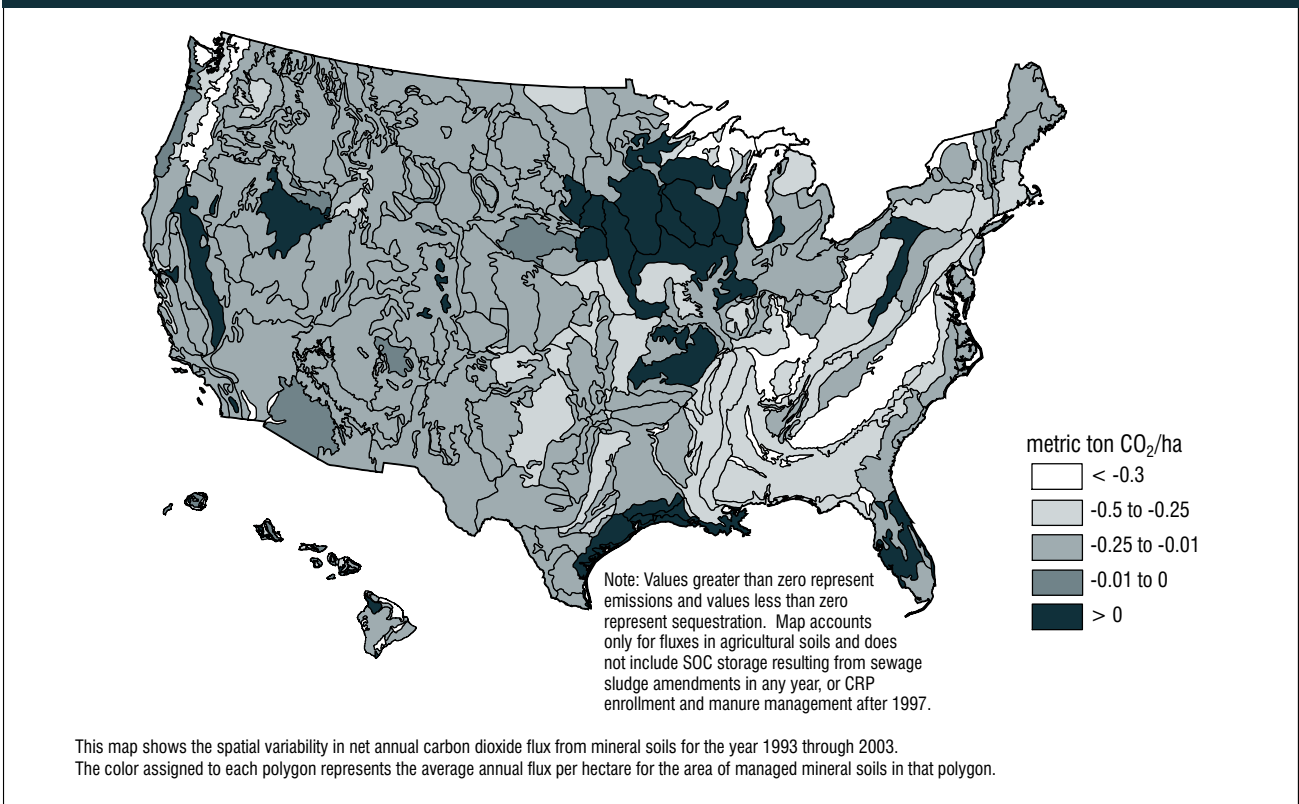 metric ton CO₂/ha
< -0.3
-0.5 to -0.25
-0.25 to -0.01
-0.01 to 0
> 0
Note: Values greater than zero represent
emissions and values less than zero
represent sequestration. Map accounts
only for fluxes in agricultural soils and does
not include SOC storage resulting from sewage
sludge amendments in any year, or CRP
enrollment and manure management after 1997.
This map shows the spatial variability in net annual carbon dioxide flux from mineral soils for the year 1993 through 2003.
The color assigned to each polygon represents the average annual flux per hectare for the area of managed mineral soils in that polygon.